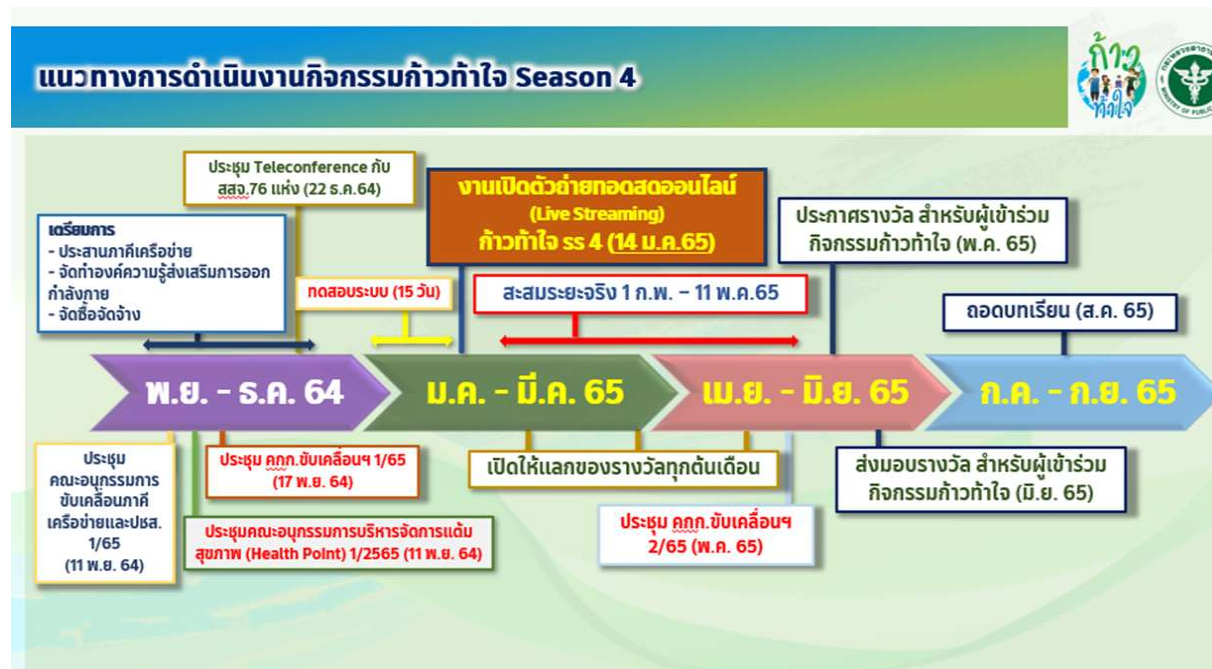 แนวทางการดำเนินงานกิจกรรมก้าวท้าใจ Season 4
ก้าว
ท้าใจ
ประชุม Teleconference กับ
สสจ.76 แห่ง (22 ธ.ค.64)
งานเปิดตัวถ่ายทอดสดออนไลน์
(Live Streaming)
ก้าวท้าใจ ss 4 (14 ม.ค.65)
ประกาศรางวัล สำหรับผู้เข้าร่วม
กิจกรรมก้าวท้าใจ (พ.ค. 65)
เตรียมการ
- ประสานภาคีเครือข่าย
- จัดทำองค์ความรู้ส่งเสริมการออก
กำลังกาย
- จัดซื้อจัดจ้าง
ทดสอบระบบ (15 วัน)
สะสมระยะจริง 1 ก.พ. – 11 พ.ค.65
ถอดบทเรียน (ส.ค. 65)
พ.ย. - ธ.ค. 64
ม.ค. - มี.ค. 65
เม.ย. - มิ.ย. 65
ก.ค. - ก.ย. 65
ประชุม
คณะอนุกรรมการ
ขับเคลื่อนภาคี
เครือข่ายและปชส.
1/65
(11 พ.ย. 64)
ประชุม คกก.ขับเคลื่อนฯ 1/65
(17 พ.ย. 64)
ประชุมคณะอนุกรรมการบริหารจัดการแต้ม
สุขภาพ (Health Point) 1/2565 (11 พ.ย. 64)
เปิดให้แลกของรางวัลทุกต้นเดือน
ประชุม คกก.ขับเคลื่อนฯ
2/65 (พ.ค. 65)
ส่งมอบรางวัล สำหรับผู้เข้าร่วม
กิจกรรมก้าวท้าใจ (มิ.ย. 65)